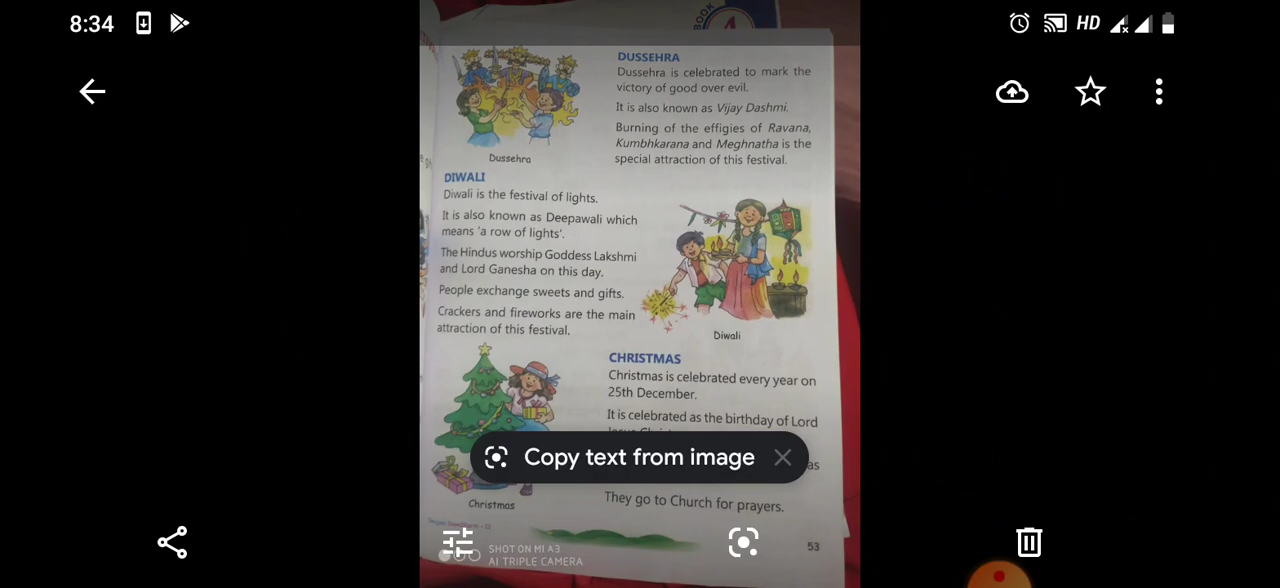 8:34
HD
BOOK
4
DUSSEHRA
Dussehra is celebrated to mark the
victory of good over evil.
It is also known as Vijay Dashmi.
Burning of the effigies of Ravana,
Kumbhkarana and Meghnatha is the
special attraction of this festival.
Dussehra
DIWALI
Diwali is the festival of lights.
It is also known as Deepawali which
means 'a row of lights'.
The Hindus worship Goddess Lakshmi
and Lord Ganesha on this day.
People exchange sweets and gifts.
Crackers and fireworks are the main
attraction of this festival.
Diwali
CHRISTMAS
Christmas is celebrated every year on
25th December.
It is celebrated as the birthday of Lord
Copy text from image
as
They go to Church for prayers.
Christmas
53
SHOT ON MI A3
AI TRIPLE CAMERA